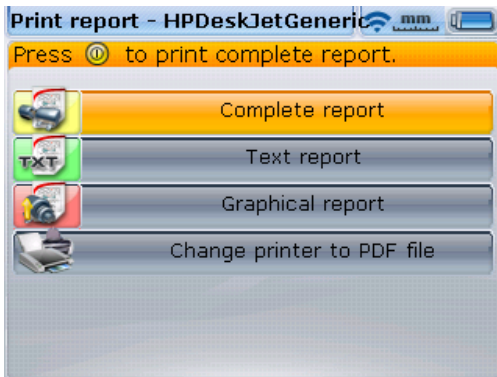 Print report - HPDeskJetGeneric mm
Press to print complete report.
Complete report
TXT Text report
Graphical report
Change printer to PDF file